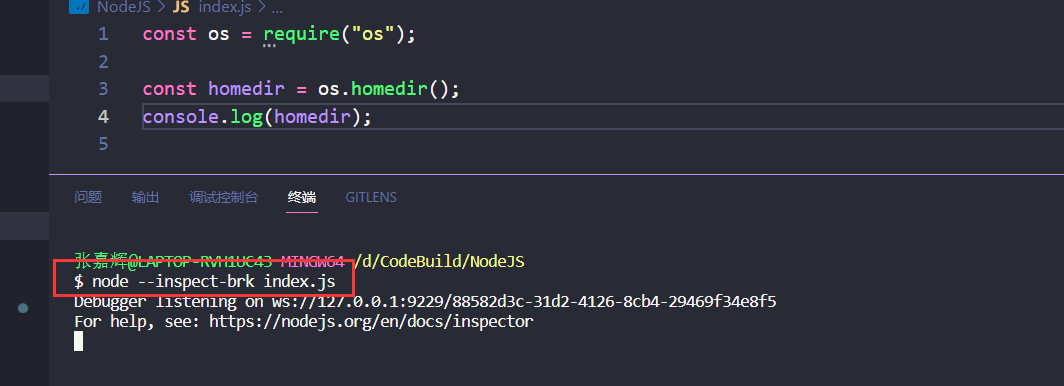 NodeJS > JS index.js > ...
1 const os = require("os");
2
3 const homedir = os.homedir();
4 console.log(homedir);
5
问题 输出 调试控制台 终端 GITLENS
张嘉辉@LAPTOP-RVH1UC43 MINGW64 /d/CodeBuild/NodeJS
$ node --inspect-brk index.js
Debugger listening on ws://127.0.0.1:9229/88582d3c-31d2-4126-8cb4-29469f34e8f5
For help, see: https://nodejs.org/en/docs/inspector